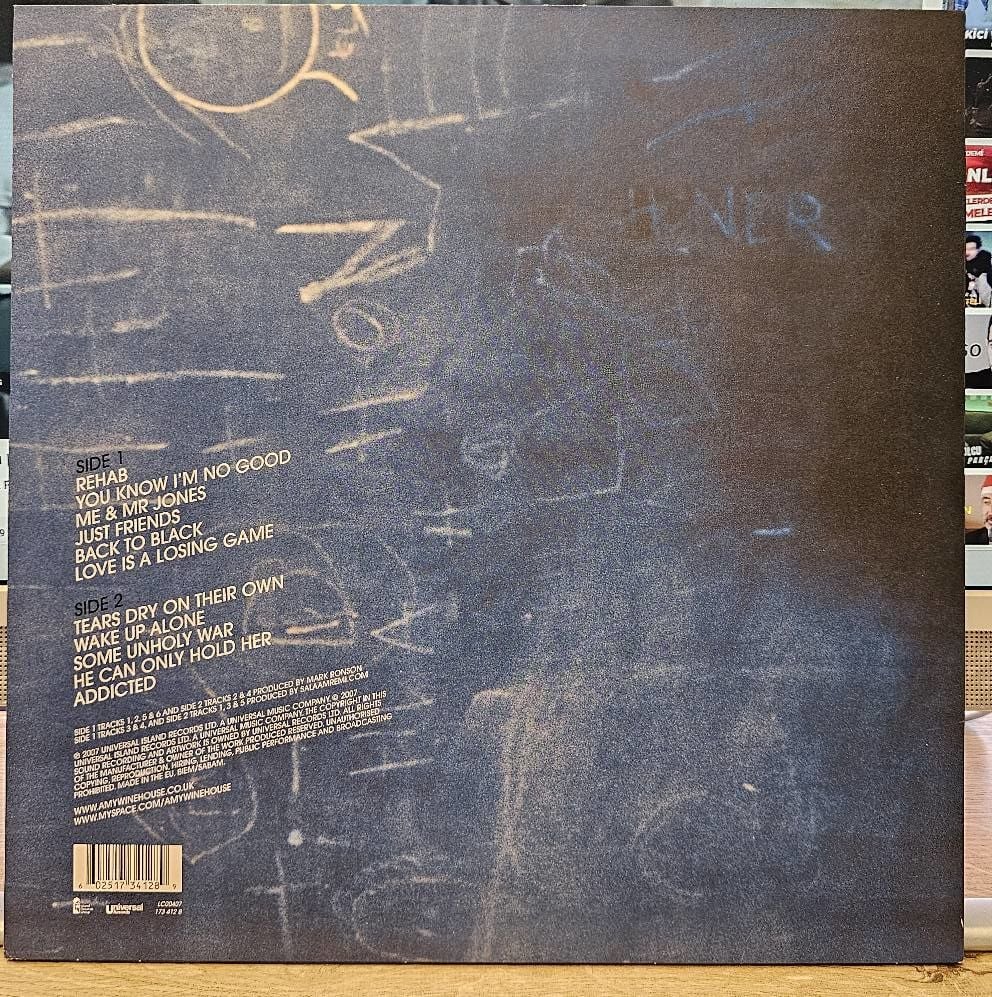 SIDE 1
REHAB
YOU KNOW I'M NO GOOD
ME & MR JONES
JUST FRIENDS
BACK TO BLACK
LOVE IS A LOSING GAME
SIDE 2
TEARS DRY ON THEIR OWN
WAKE UP ALONE
SOME UNHOLY WAR
HE CAN ONLY HOLD HER
ADDICTED
SIDE 1 TRACKS 1, 2, 5 & 6 AND SIDE 2 TRACKS 2 & 4 PRODUCED BY MARK RONSON
SIDE 1 TRACKS 3 & 4, AND SIDE 2 TRACKS 1, 3 & 5 PRODUCED BY SALAAMREMI.COM
℗ 2007 UNIVERSAL ISLAND RECORDS LTD. A UNIVERSAL MUSIC COMPANY. © 2007
UNIVERSAL ISLAND RECORDS LTD. A UNIVERSAL MUSIC COMPANY. THE COPYRIGHT IN THIS
SOUND RECORDING AND ARTWORK IS OWNED BY UNIVERSAL RECORDS LTD. ALL RIGHTS
OF THE MANUFACTURER & OWNER OF THE WORK PRODUCED RESERVED. UNAUTHORISED
COPYING, REPRODUCTION, HIRING, LENDING, PUBLIC PERFORMANCE AND BROADCASTING
PROHIBITED. MADE IN THE EU. BIEM/SABAM.
WWW.AMYWINEHOUSE.CO.UK
WWW.MYSPACE.COM/AMYWINEHOUSE
6 02517 34128 9
universal
LC00407
173 412 8